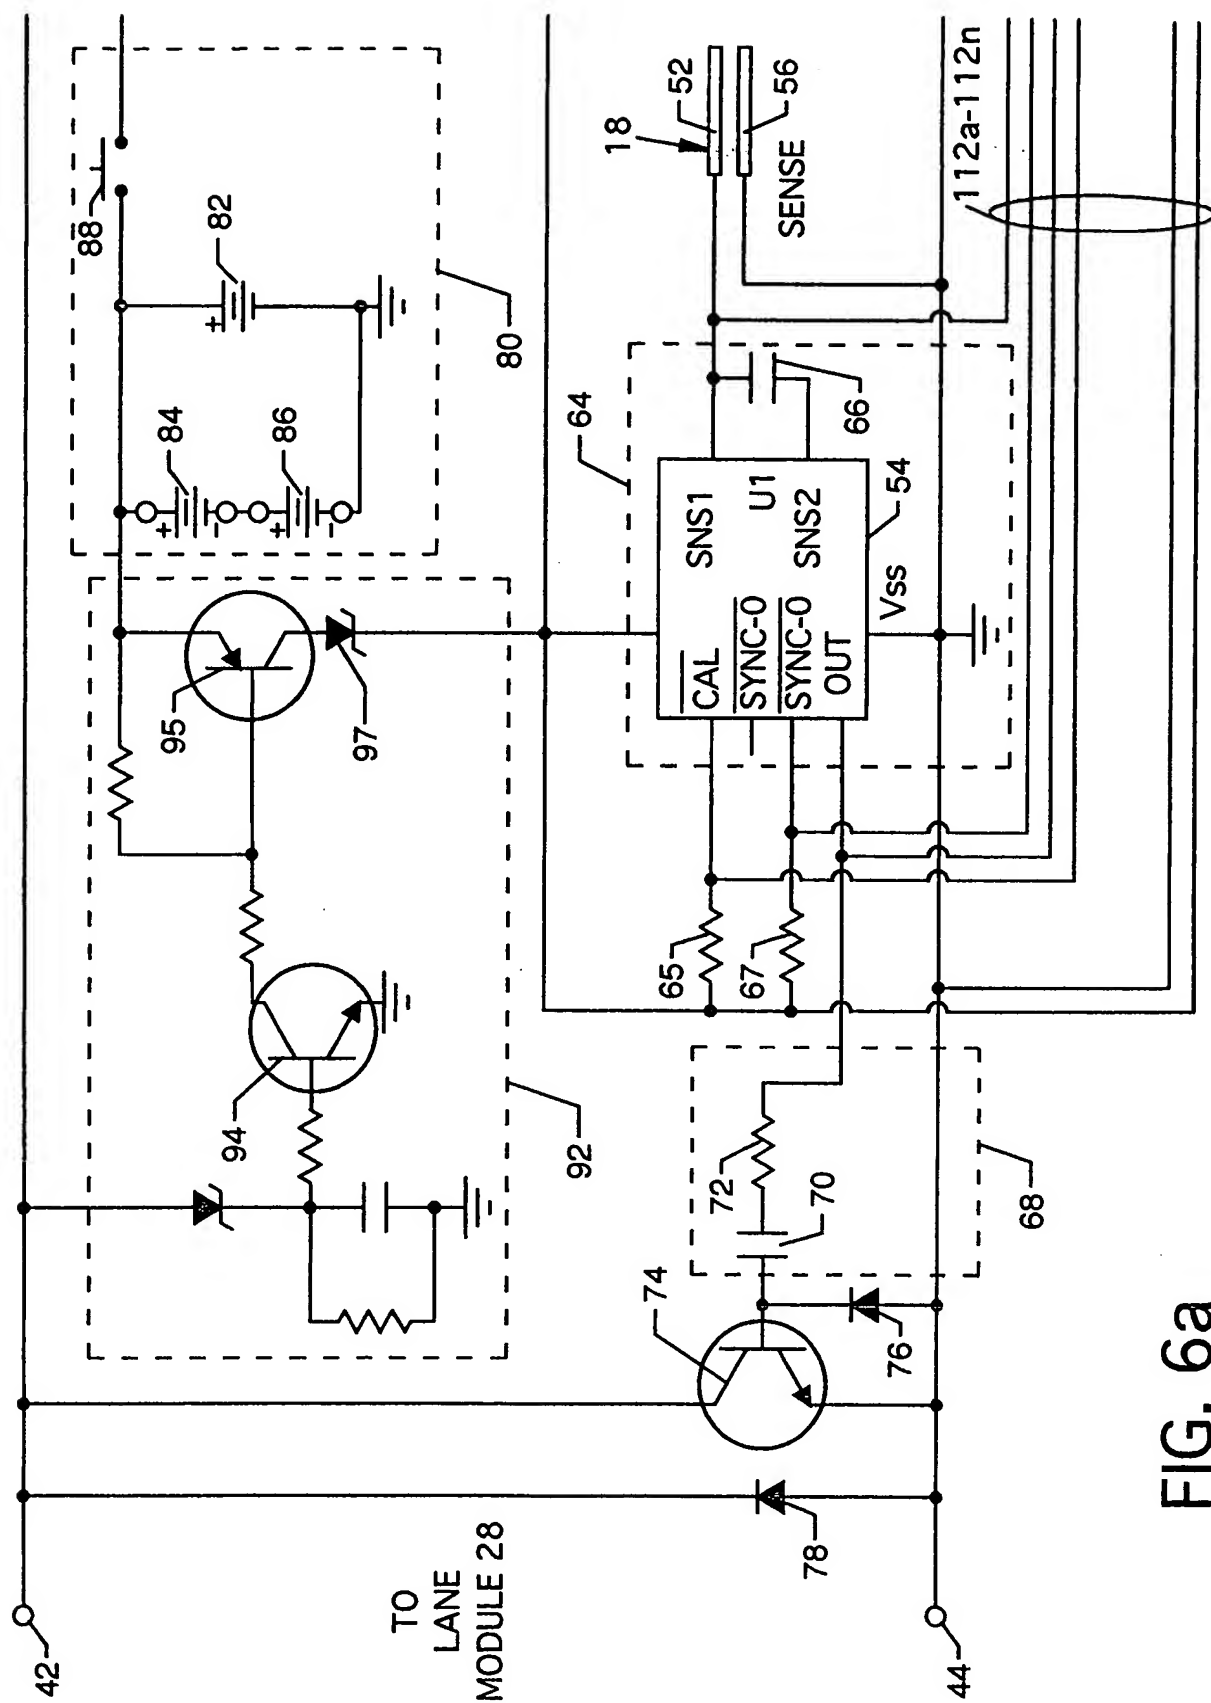 42
TO
LANE
MODULE 28
44
78
74
76
70
72
68
92
94
95
97
65
67
CAL
SYNC-0
SYNC-0
OUT
SNS1
U1
SNS2
Vss
54
64
66
80
84
86
82
88
18
52
56
SENSE
112a-112n
+
-
+
-
+
-
FIG. 6a